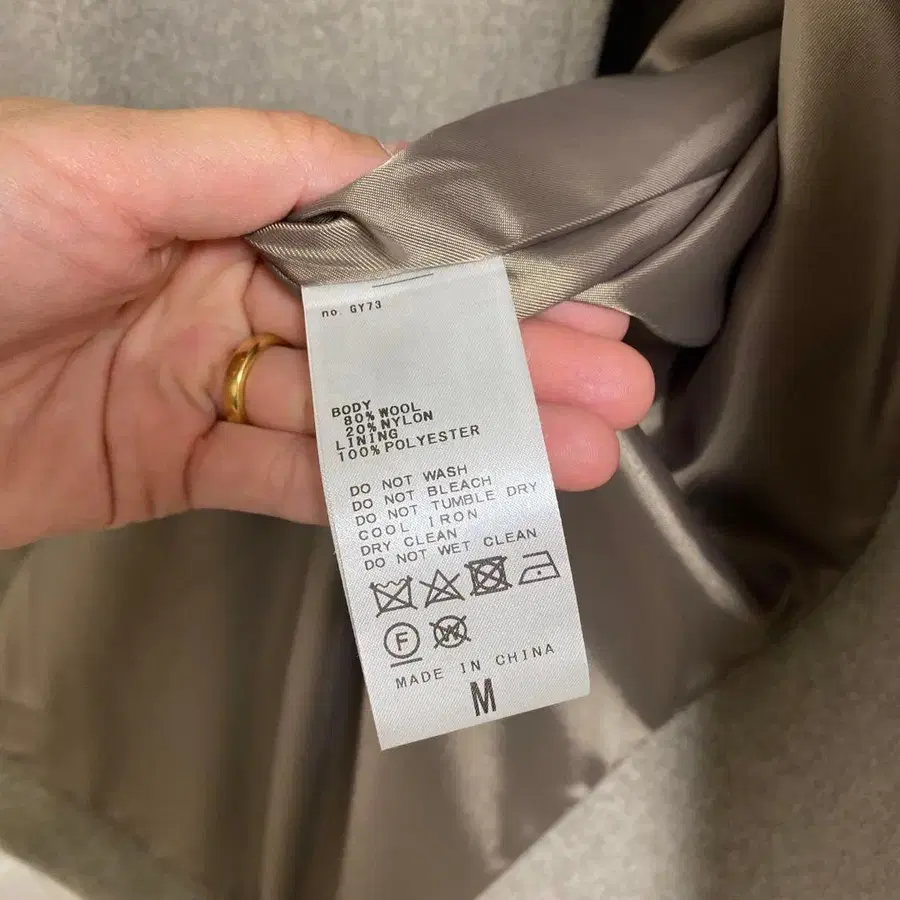 no. GY73
BODY
80% WOOL
20% NYLON
LINING
100% POLYESTER
DO NOT WASH
DO NOT BLEACH
DO NOT TUMBLE DRY
COOL IRON
DRY CLEAN
DO NOT WET CLEAN
F W
MADE IN CHINA
M